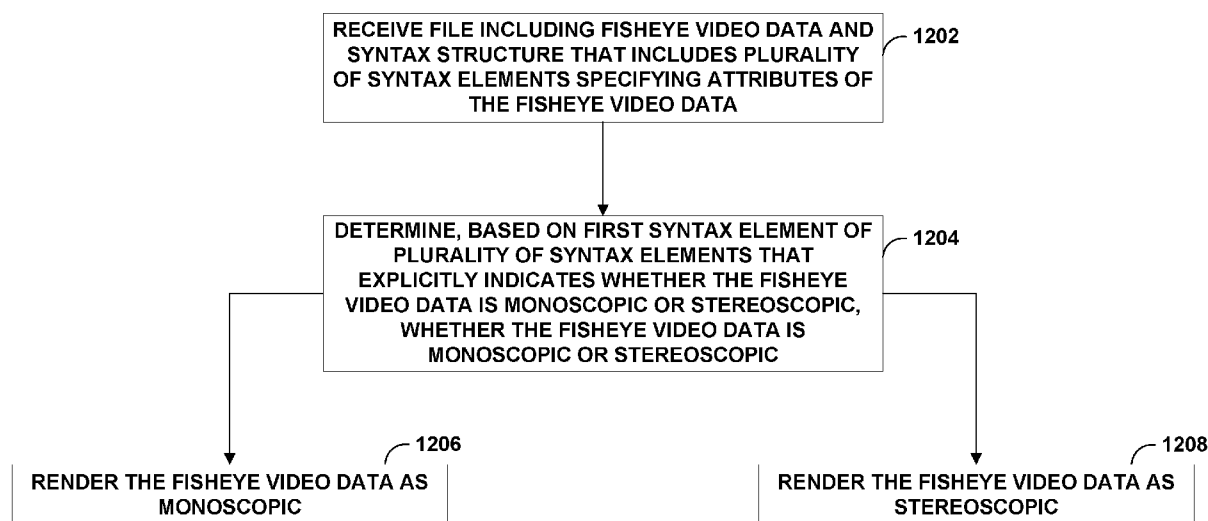 RECEIVE FILE INCLUDING FISHEYE VIDEO DATA AND
SYNTAX STRUCTURE THAT INCLUDES PLURALITY
OF SYNTAX ELEMENTS SPECIFYING ATTRIBUTES OF
THE FISHEYE VIDEO DATA
1202
DETERMINE, BASED ON FIRST SYNTAX ELEMENT OF
PLURALITY OF SYNTAX ELEMENTS THAT
EXPLICITLY INDICATES WHETHER THE FISHEYE
VIDEO DATA IS MONOSCOPIC OR STEREOSCOPIC,
WHETHER THE FISHEYE VIDEO DATA IS
MONOSCOPIC OR STEREOSCOPIC
1204
1206
RENDER THE FISHEYE VIDEO DATA AS
MONOSCOPIC
1208
RENDER THE FISHEYE VIDEO DATA AS
STEREOSCOPIC